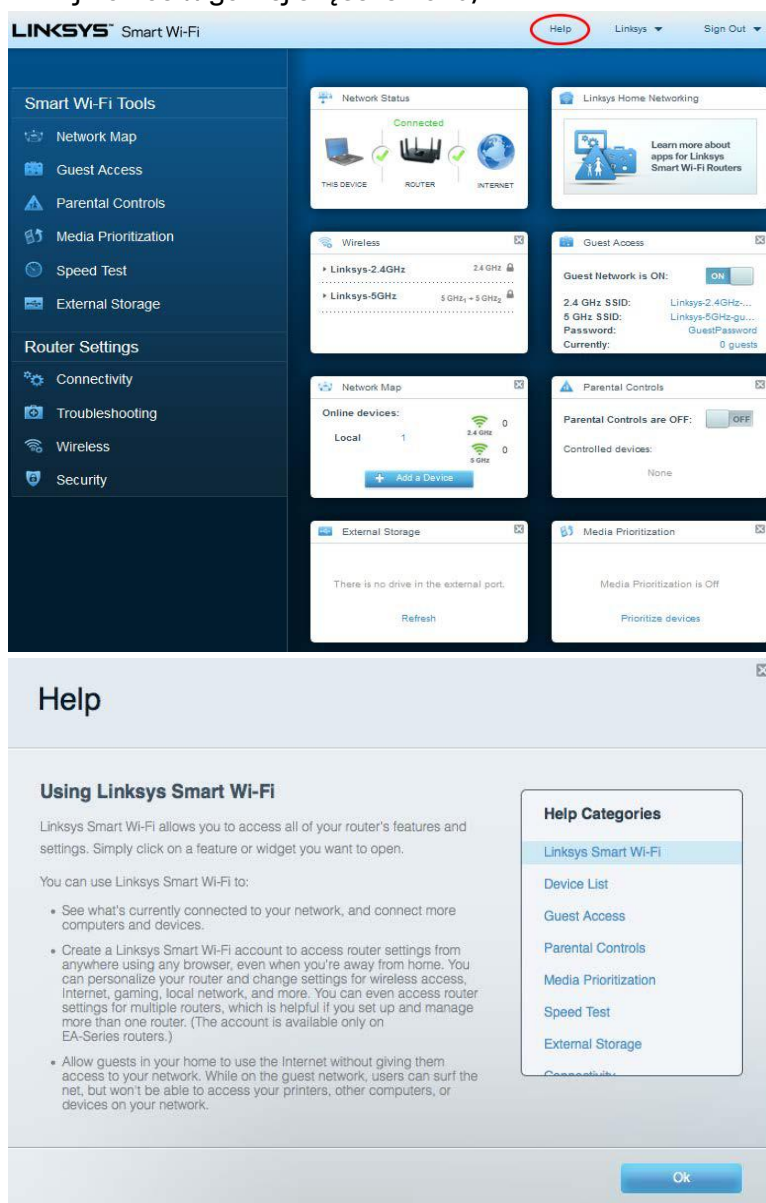 LINKSYS™ Smart Wi-Fi
Help
Linksys
Sign Out
Smart Wi-Fi Tools
Network Map
Guest Access
Parental Controls
Media Prioritization
Speed Test
External Storage
Router Settings
Connectivity
Troubleshooting
Wireless
Security
Network Status
Connected
THIS DEVICE
ROUTER
INTERNET
Linksys Home Networking
Learn more about
apps for Linksys
Smart Wi-Fi Routers
Wireless
Linksys-2.4GHz
2.4 GHz
Linksys-5GHz
5 GHz1 + 5 GHz2
Guest Access
Guest Network is ON:
ON
2.4 GHz SSID: Linksys-2.4GHz-...
5 GHz SSID: Linksys-5GHz-gu...
Password: GuestPassword
Currently: 0 guests
Network Map
Online devices:
Local 1
0
2.4 GHz
0
5 GHz
+ Add a Device
Parental Controls
Parental Controls are OFF:
OFF
Controlled devices:
None
External Storage
There is no drive in the external port.
Refresh
Media Prioritization
Media Prioritization is Off
Prioritize devices
Help
Using Linksys Smart Wi-Fi
Linksys Smart Wi-Fi allows you to access all of your router's features and
settings. Simply click on a feature or widget you want to open.
You can use Linksys Smart Wi-Fi to:
• See what's currently connected to your network, and connect more
computers and devices.
• Create a Linksys Smart Wi-Fi account to access router settings from
anywhere using any browser, even when you're away from home. You
can personalize your router and change settings for wireless access,
Internet, gaming, local network, and more. You can even access router
settings for multiple routers, which is helpful if you set up and manage
more than one router. (The account is available only on
EA-Series routers.)
• Allow guests in your home to use the Internet without giving them
access to your network. While on the guest network, users can surf the
net, but won't be able to access your printers, other computers, or
devices on your network.
Help Categories
Linksys Smart Wi-Fi
Device List
Guest Access
Parental Controls
Media Prioritization
Speed Test
External Storage
Connectivity
Ok